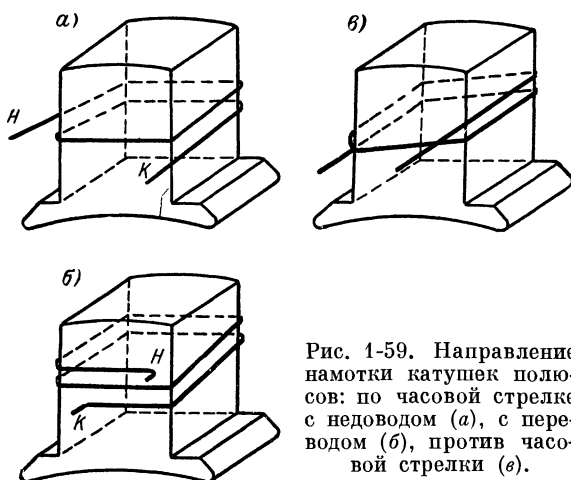 а)
в)
Н
К
б)
Н
К
Рис. 1-59. Направление
намотки катушек полю-
сов: по часовой стрелке
с недоводом (а), с пере-
водом (б), против часо-
вой стрелки (в).